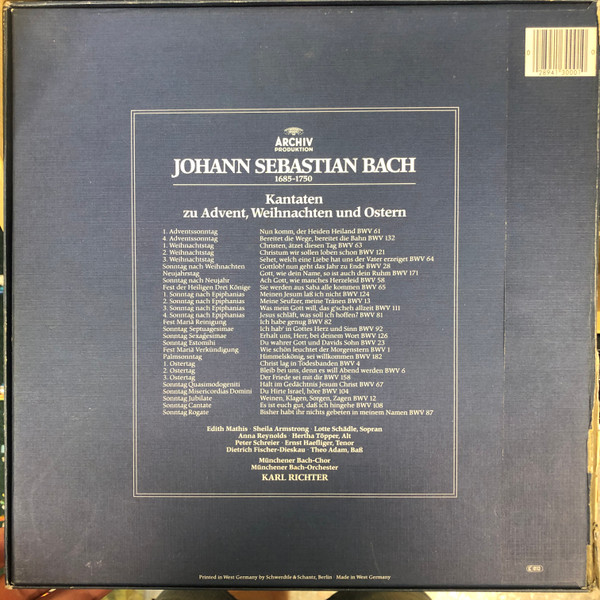 ARCHIV
PRODUKTION
JOHANN SEBASTIAN BACH
1685-1750
Kantaten
zu Advent, Weihnachten und Ostern
1. Adventssonntag Nun komm, der Heiden Heiland BWV 61
4. Adventssonntag Bereitet die Wege, bereitet die Bahn BWV 132
1. Weihnachtstag Christen, ätzet diesen Tag BWV 63
2. Weihnachtstag Christum wir sollen loben schon BWV 121
3. Weihnachtstag Sehet, welch eine Liebe hat uns der Vater erzeiget BWV 64
Sonntag nach Weihnachten Gottlob! nun geht das Jahr zu Ende BWV 28
Neujahrstag Gott, wie dein Name, so ist auch dein Ruhm BWV 171
Sonntag nach Neujahr Ach Gott, wie manches Herzeleid BWV 58
Fest der Heiligen Drei Könige Sie werden aus Saba alle kommen BWV 65
1. Sonntag nach Epiphanias Meinen Jesum laß ich nicht BWV 124
2. Sonntag nach Epiphanias Meine Seufzer, meine Tränen BWV 13
3. Sonntag nach Epiphanias Was mein Gott will, das g'scheh allzeit BWV 111
4. Sonntag nach Epiphanias Jesus schläft, was soll ich hoffen? BWV 81
Fest Mariä Reinigung Ich habe genug BWV 82
Sonntag Septuagesimae Ich hab' in Gottes Herz und Sinn BWV 92
Sonntag Sexagesimae Erhalt uns, Herr, bei deinem Wort BWV 126
Sonntag Estomihi Du wahrer Gott und Davids Sohn BWV 23
Fest Mariä Verkündigung Wie schön leuchtet der Morgenstern BWV 1
Palmsonntag Himmelskönig, sei willkommen BWV 182
1. Ostertag Christ lag in Todesbanden BWV 4
2. Ostertag Bleib bei uns, denn es will Abend werden BWV 6
3. Ostertag Der Friede sei mit dir BWV 158
Sonntag Quasimodogeniti Halt im Gedächtnis Jesum Christ BWV 67
Sonntag Misericordias Domini Du Hirte Israel, höre BWV 104
Sonntag Jubilate Weinen, Klagen, Sorgen, Zagen BWV 12
Sonntag Cantate Es ist euch gut, daß ich hingehe BWV 108
Sonntag Rogate Bisher habt ihr nichts gebeten in meinem Namen BWV 87
Edith Mathis · Sheila Armstrong · Lotte Schädle, Sopran
Anna Reynolds · Hertha Töpper, Alt
Peter Schreier · Ernst Haefliger, Tenor
Dietrich Fischer-Dieskau · Theo Adam, Baß
Münchener Bach-Chor
Münchener Bach-Orchester
KARL RICHTER
Printed in West Germany by Schwerdtle & Schantz, Berlin · Made in West Germany